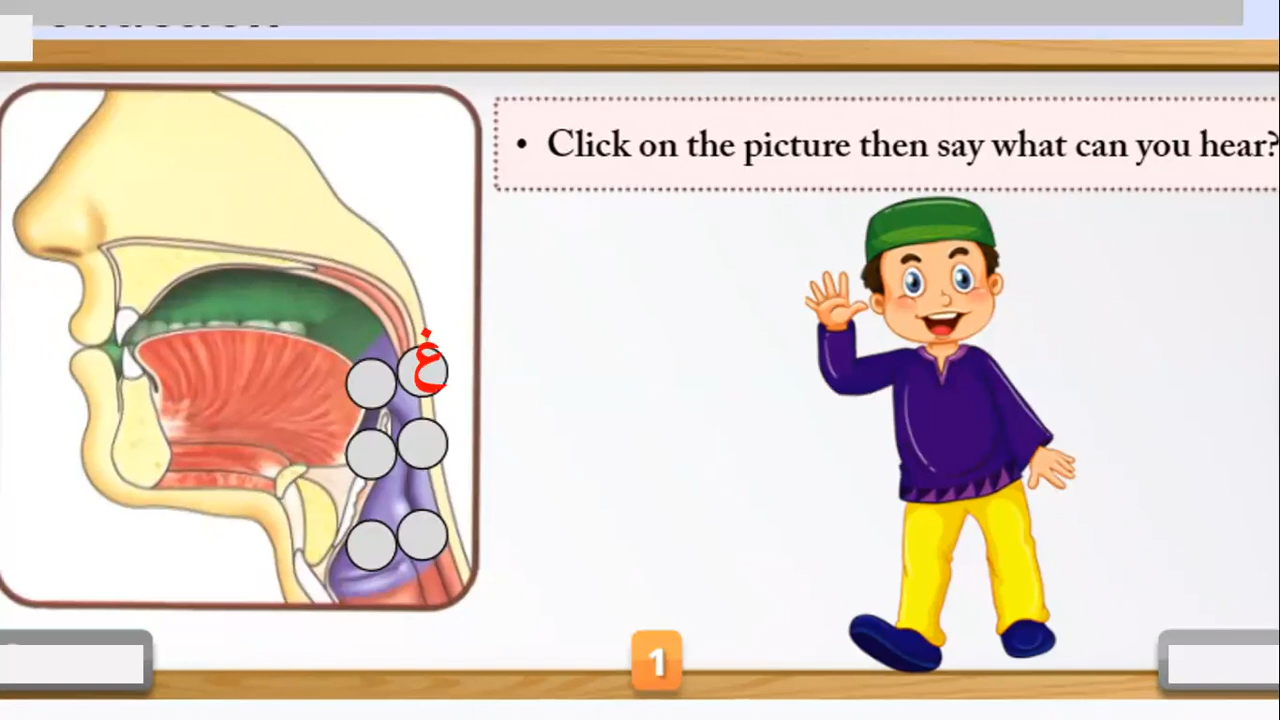 • Click on the picture then say what can you hear?
غ
1